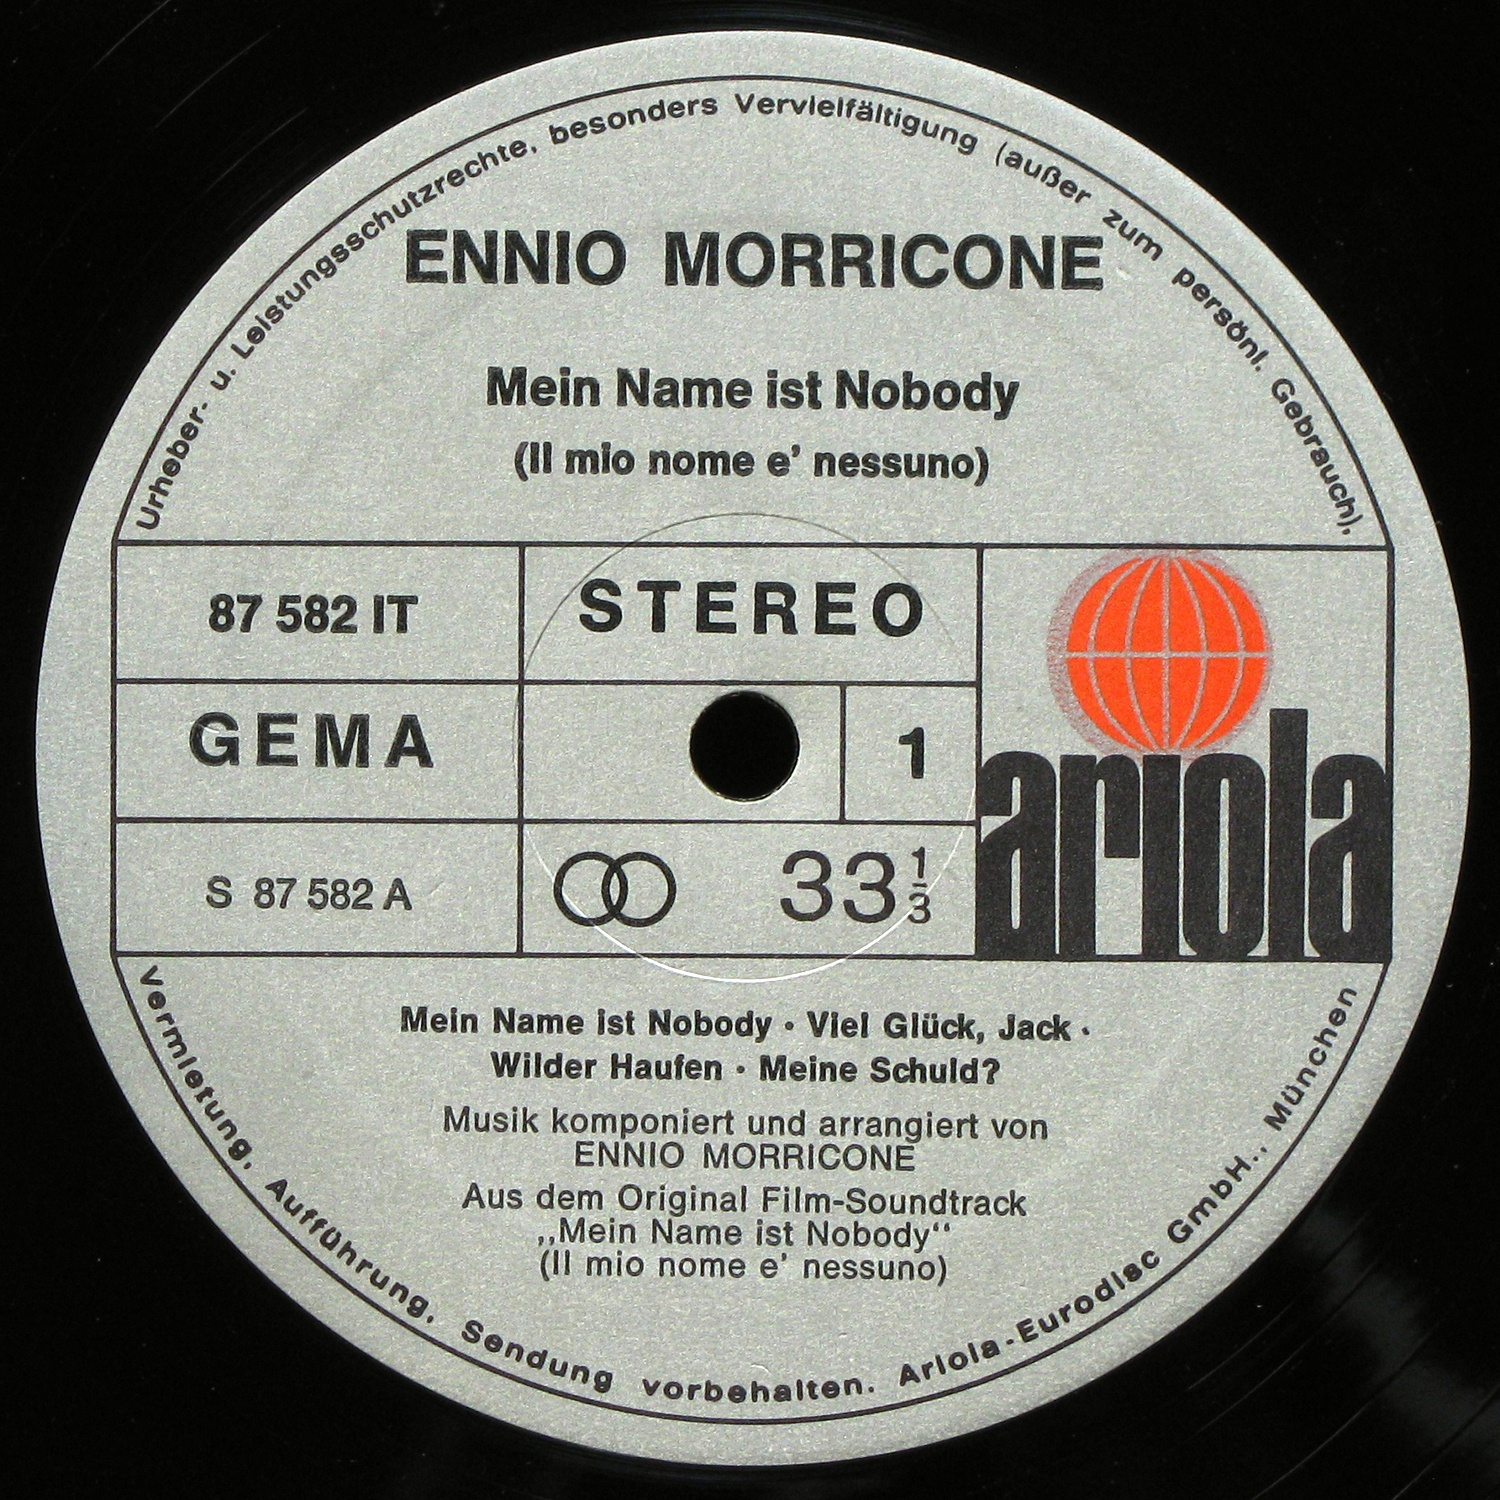 Urheber- u. Leistungsschutzrechte, besonders Vervielfältigung (außer zum persönl. Gebrauch),
ENNIO MORRICONE
Mein Name ist Nobody
(Il mio nome e' nessuno)
87 582 IT
STEREO
GEMA
1
ariola
S 87 582 A
33 1/3
Mein Name ist Nobody · Viel Glück, Jack ·
Wilder Haufen · Meine Schuld?
Musik komponiert und arrangiert von
ENNIO MORRICONE
Aus dem Original Film-Soundtrack
„Mein Name ist Nobody“
(Il mio nome e' nessuno)
Vermietung, Aufführung, Sendung vorbehalten. Ariola-Eurodisc GmbH., München